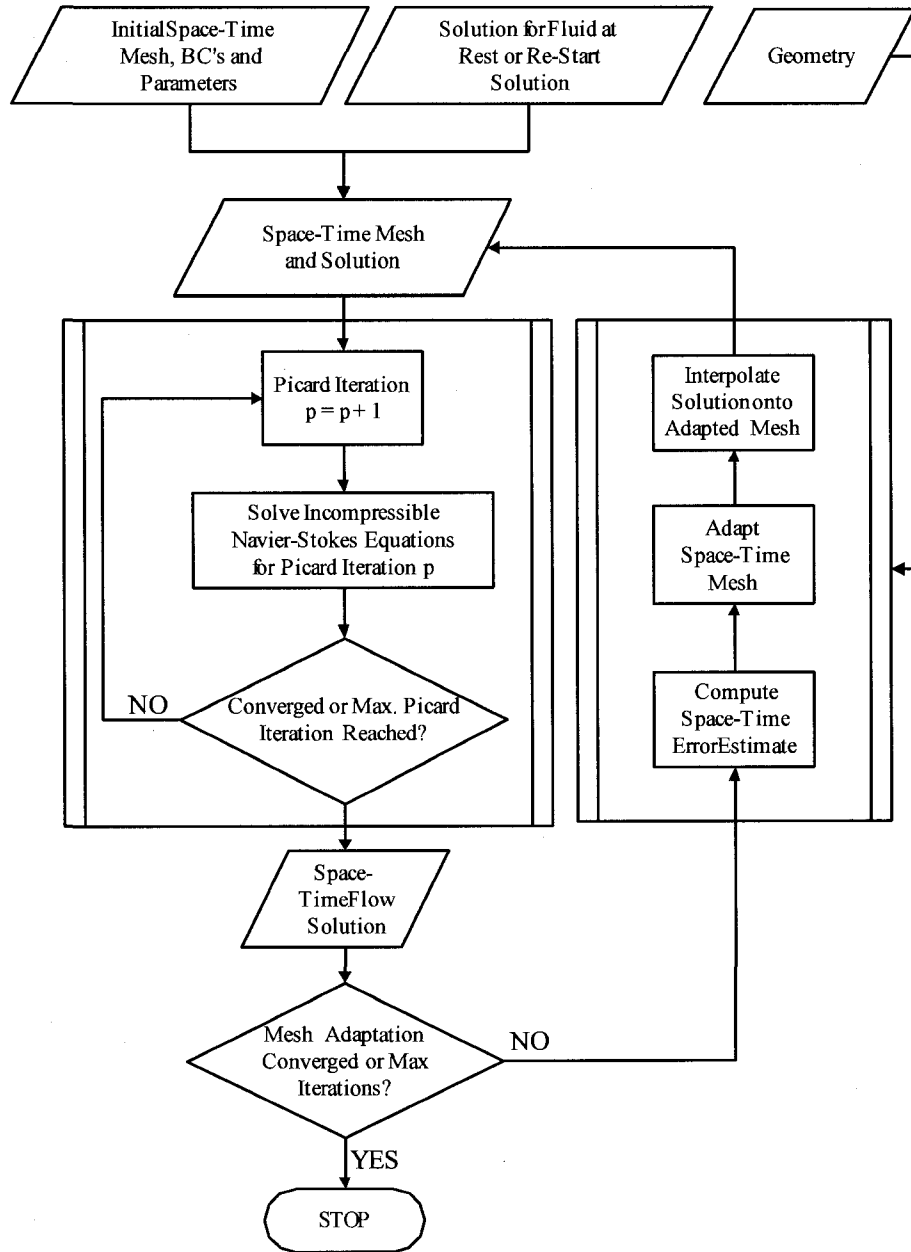 InitialSpace-Time
Mesh, BC's and
Parameters
Solution forFluid at
Rest or Re-Start
Solution
Geometry
Space-Time Mesh
and Solution
Picard Iteration
p = p + 1
Solve Incompressible
Navier-Stokes Equations
for Picard Iteration p
NO
Converged or Max. Picard
Iteration Reached?
Interpolate
Solutiononto
Adapted Mesh
Adapt
Space-Time
Mesh
Compute
Space-Time
ErrorEstimate
Space-
TimeFlow
Solution
Mesh Adaptation
Converged or Max
Iterations?
NO
YES
STOP